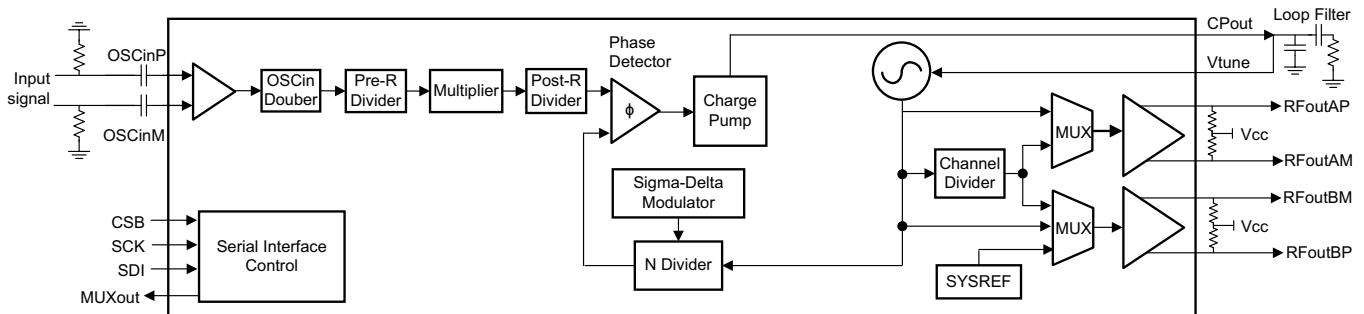 CPout
Loop Filter
OSCinP
Phase
Detector
Vtune
Input
signal
OSCin
Douber
Pre-R
Divider
Multiplier
Post-R
Divider
ϕ
Charge
Pump
MUX
RFoutAP
Vcc
RFoutAM
OSCinM
Channel
Divider
Sigma-Delta
Modulator
RFoutBM
MUX
Vcc
RFoutBP
CSB
SCK
SDI
MUXout
Serial Interface
Control
N Divider
SYSREF